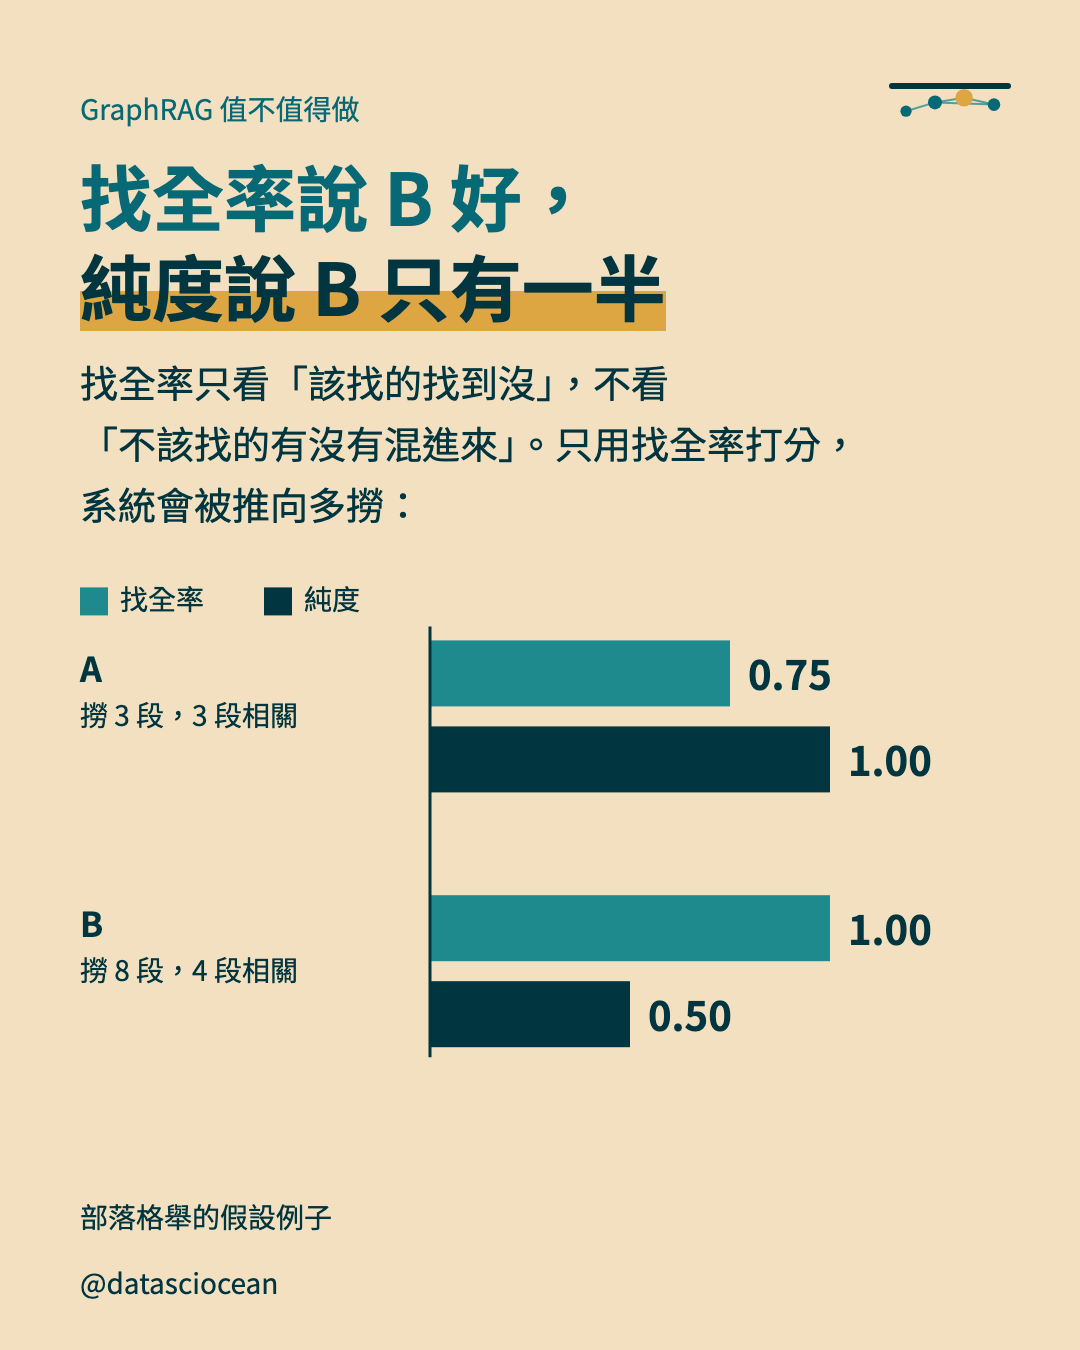 GraphRAG 值不值得做
找全率說 B 好，
純度說 B 只有一半
找全率只看「該找的找到沒」，不看
「不該找的有沒有混進來」。只用找全率打分，
系統會被推向多撈：
找全率 純度
A
撈 3 段，3 段相關
0.75
1.00
B
撈 8 段，4 段相關
1.00
0.50
部落格舉的假設例子
@datasciocean